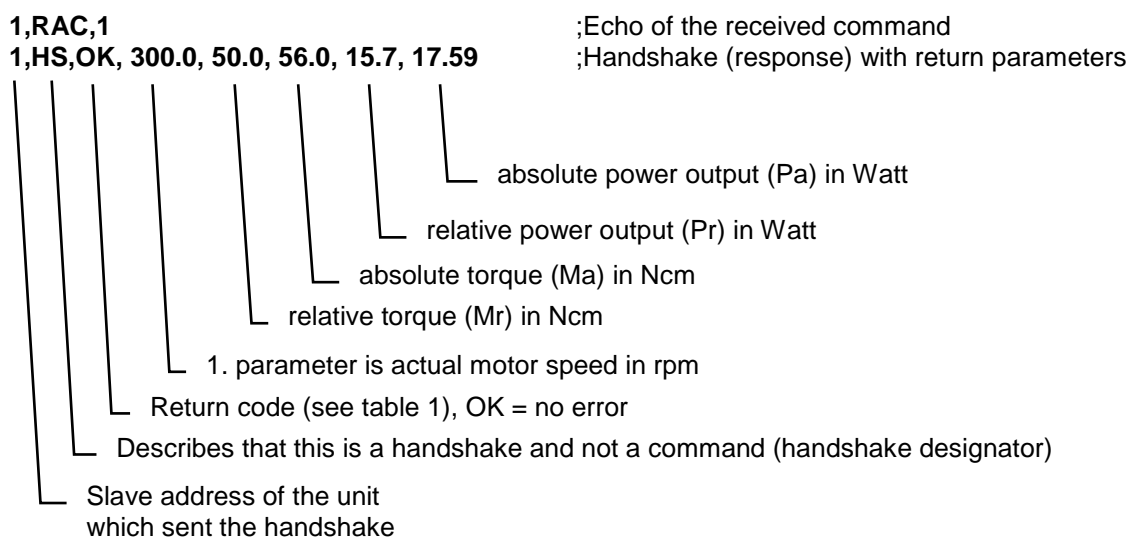 1,RAC,1 ;Echo of the received command
1,HS,OK, 300.0, 50.0, 56.0, 15.7, 17.59 ;Handshake (response) with return parameters
absolute power output (Pa) in Watt
relative power output (Pr) in Watt
absolute torque (Ma) in Ncm
relative torque (Mr) in Ncm
1. parameter is actual motor speed in rpm
Return code (see table 1), OK = no error
Describes that this is a handshake and not a command (handshake designator)
Slave address of the unit
which sent the handshake